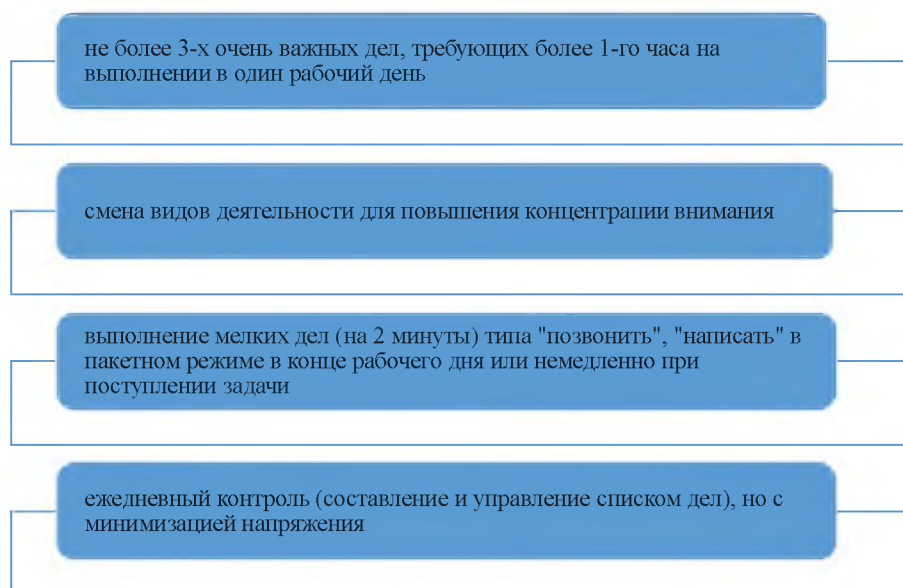 не более 3-х очень важных дел, требующих более 1-го часа на
выполнении в один рабочий день
смена видов деятельности для повышения концентрации внимания
выполнение мелких дел (на 2 минуты) типа "позвонить", "написать" в
пакетном режиме в конце рабочего дня или немедленно при
поступлении задачи
ежедневный контроль (составление и управление списком дел), но с
минимизацией напряжения